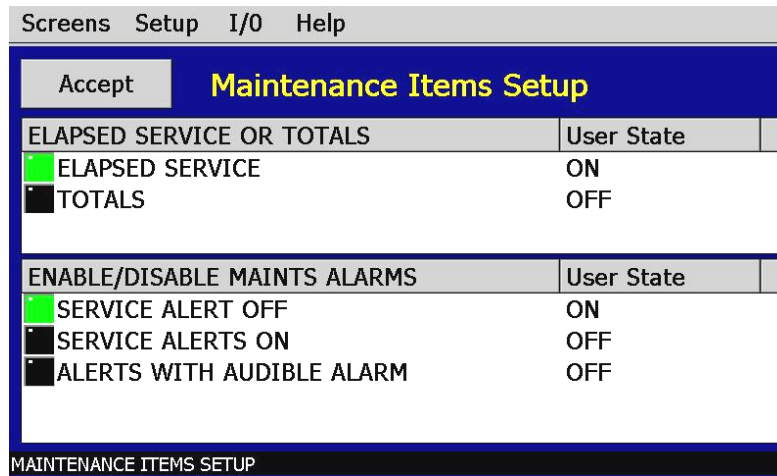 Screens Setup I/0 Help
Accept Maintenance Items Setup
ELAPSED SERVICE OR TOTALS User State
ELAPSED SERVICE ON
TOTALS OFF
ENABLE/DISABLE MAINTS ALARMS User State
SERVICE ALERT OFF ON
SERVICE ALERTS ON OFF
ALERTS WITH AUDIBLE ALARM OFF
MAINTENANCE ITEMS SETUP